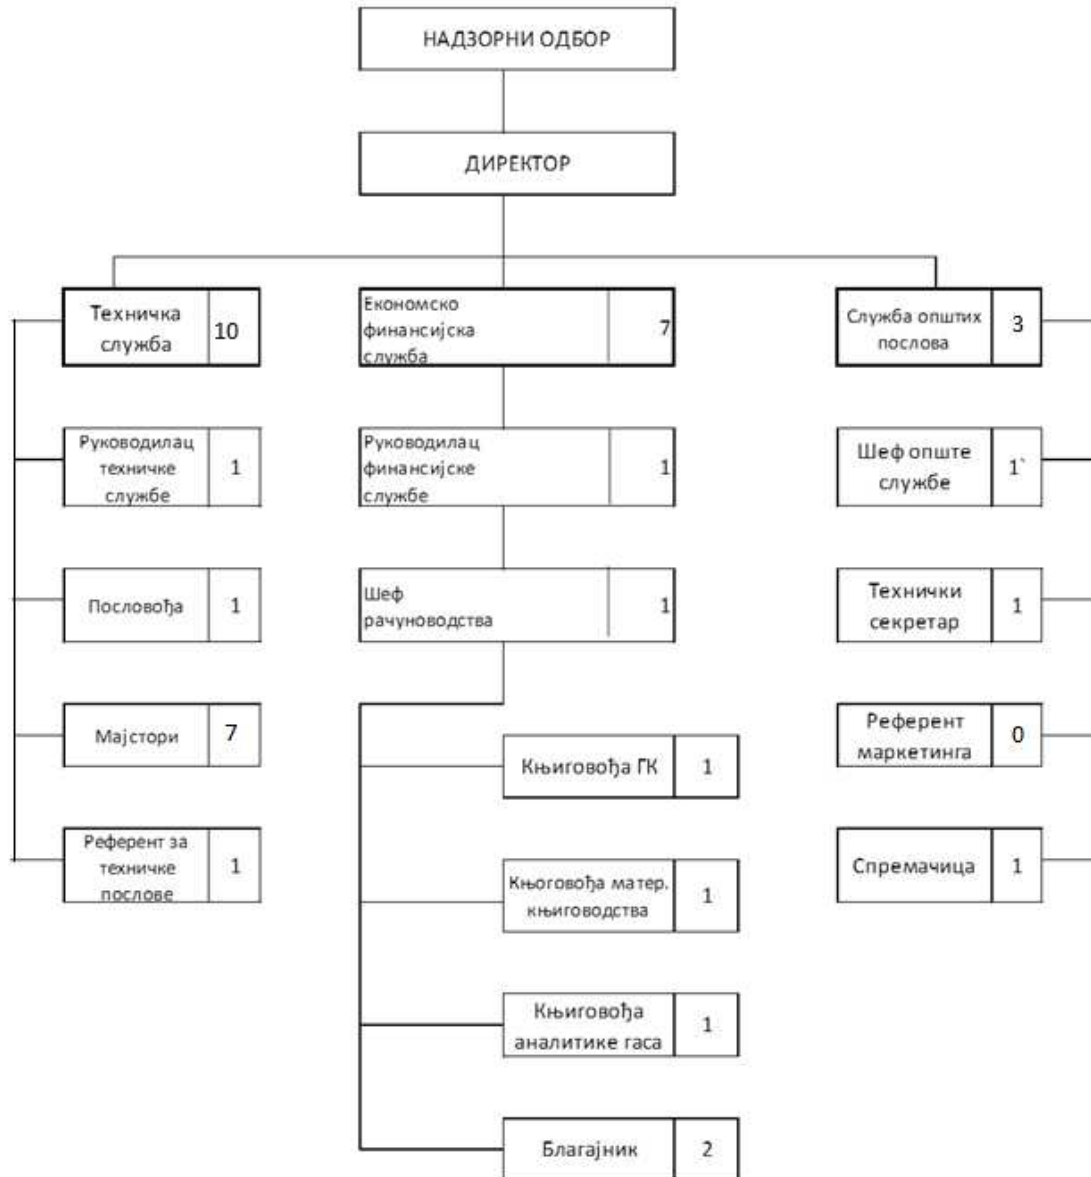 НАДЗОРНИ ОДБОР
ДИРЕКТОР
Техничка
служба
10
Економско
финансијска
служба
7
Служба општих
послова
3
Руководилац
техничке
службе
1
Руководилац
финансијске
службе
1
Шеф опште
службе
1`
Пословођа
1
Шеф
рачуноводства
1
Технички
секретар
1
Мајстори
7
Референт
маркетинга
0
Књиговођа ГК
1
Референт за
техничке
послове
1
Књоговођа матер.
књиговодства
1
Спремачица
1
Књиговођа
аналитике гаса
1
Благајник
2